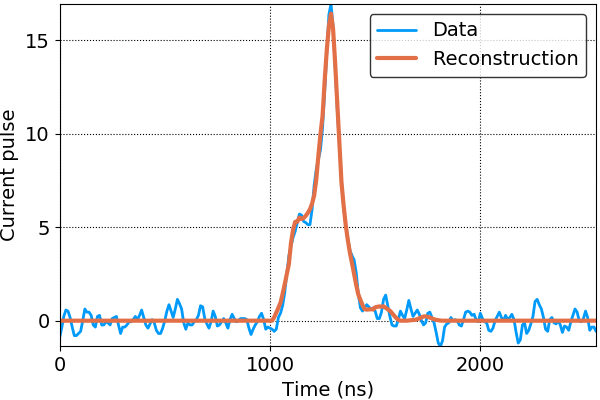 Data
Reconstruction
15
10
5
0
Current pulse
0 1000 2000
Time (ns)